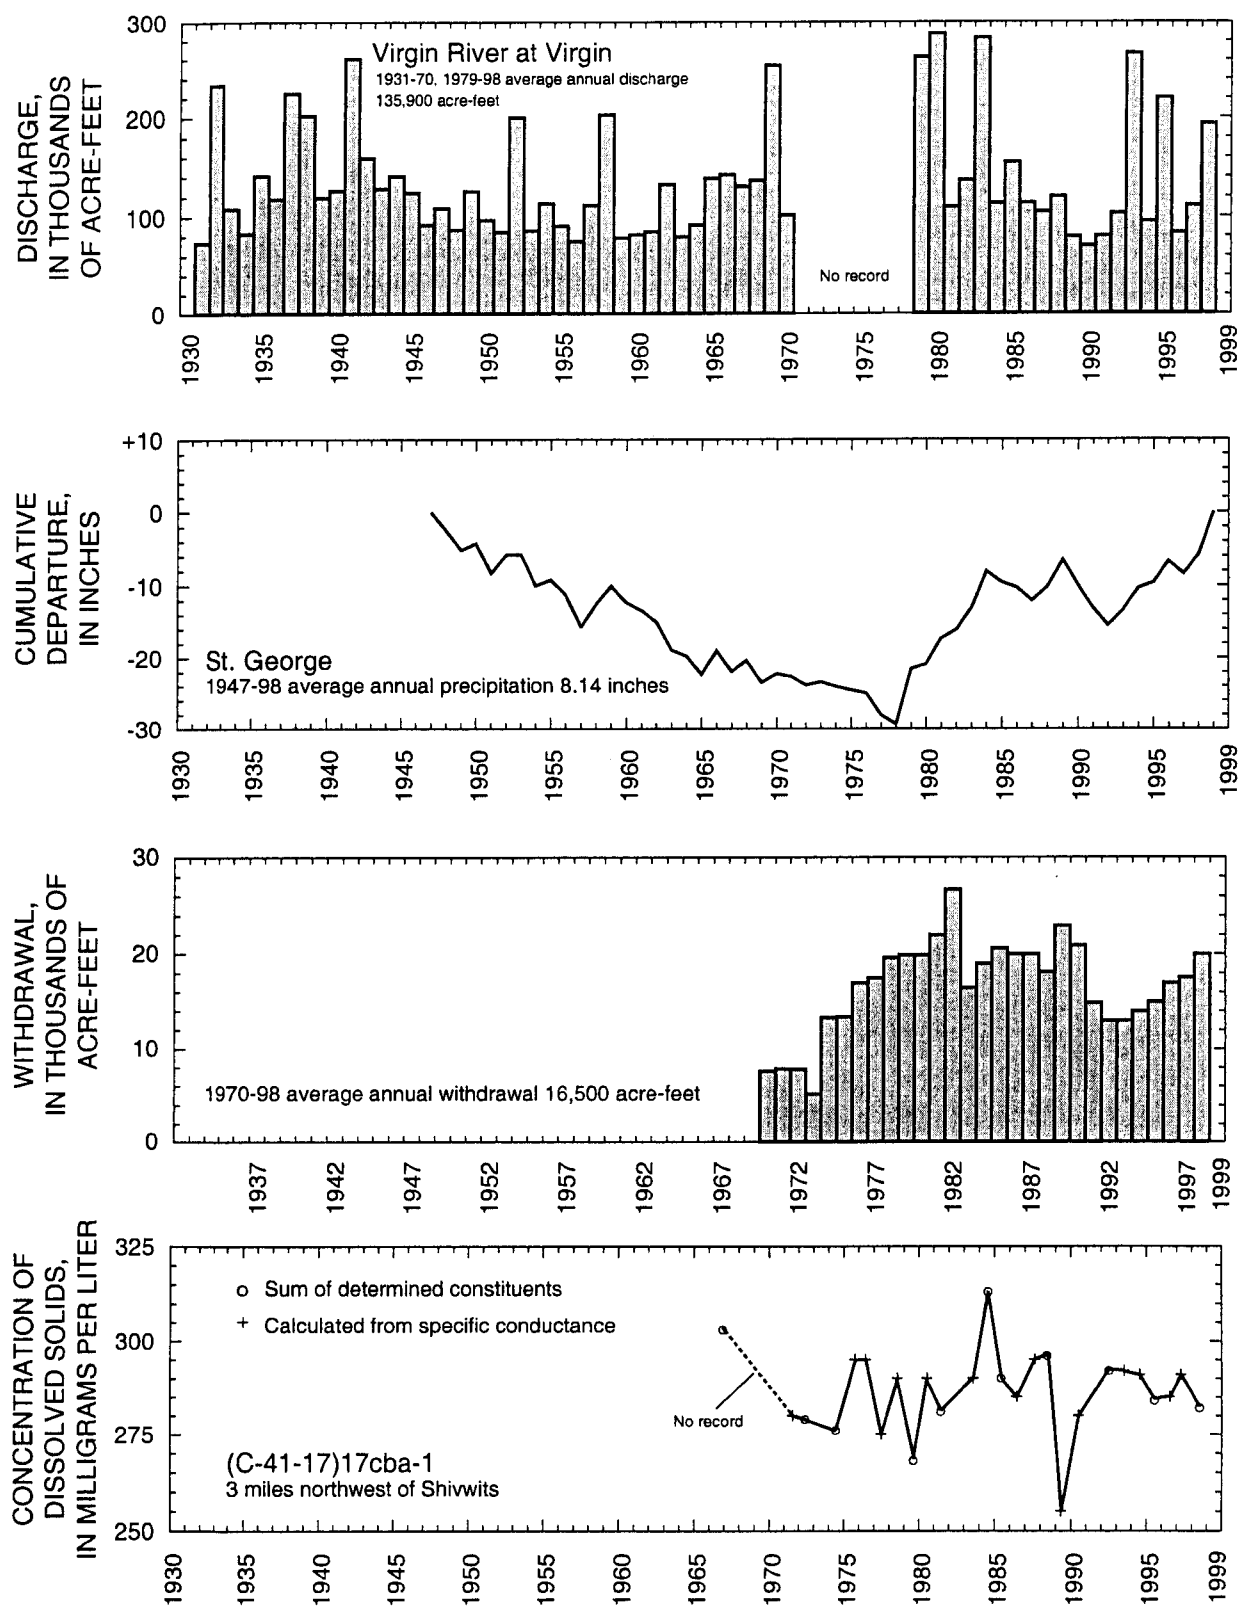 DISCHARGE,
IN THOUSANDS
OF ACRE-FEET
300
200
100
0
Virgin River at Virgin
1931-70, 1979-98 average annual discharge
135,900 acre-feet
No record
1930 1935 1940 1945 1950 1955 1960 1965 1970 1975 1980 1985 1990 1995 1999
CUMULATIVE
DEPARTURE,
IN INCHES
+10
0
-10
-20
-30
St. George
1947-98 average annual precipitation 8.14 inches
1930 1935 1940 1945 1950 1955 1960 1965 1970 1975 1980 1985 1990 1995 1999
WITHDRAWAL,
IN THOUSANDS OF
ACRE-FEET
30
20
10
0
1970-98 average annual withdrawal 16,500 acre-feet
1937 1942 1947 1952 1957 1962 1967 1972 1977 1982 1987 1992 1997 1999
CONCENTRATION OF
DISSOLVED SOLIDS,
IN MILLIGRAMS PER LITER
325
300
275
250
Sum of determined constituents
Calculated from specific conductance
No record
(C-41-17)17cba-1
3 miles northwest of Shivwits
1930 1935 1940 1945 1950 1955 1960 1965 1970 1975 1980 1985 1990 1995 1999